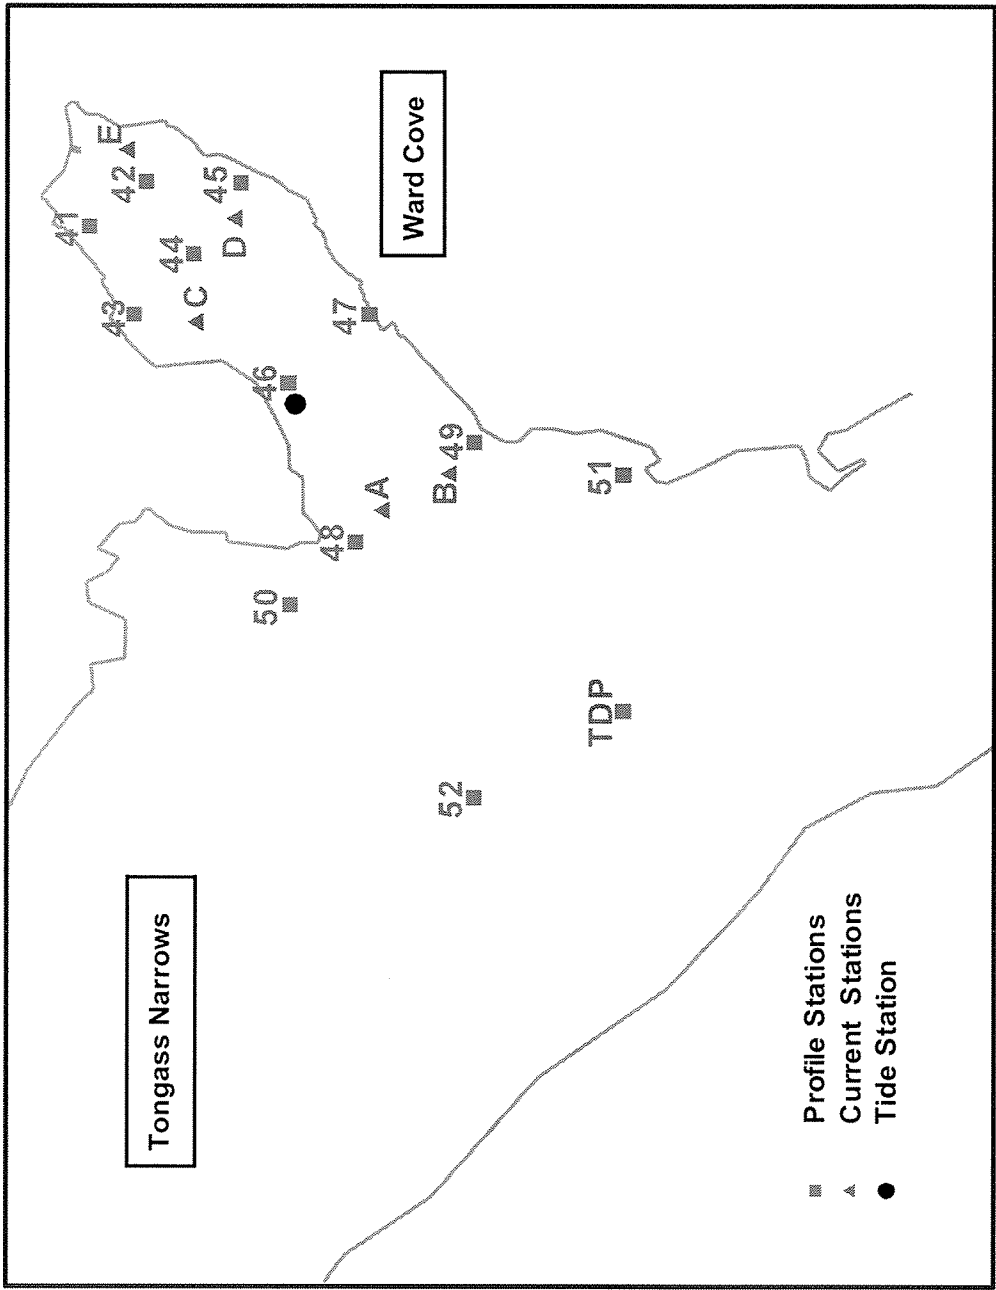 41
E
43
42
Tongass Narrows
44
C
45
D
50
46
48
47
A
Ward Cove
B
52
49
TDP
51
Profile Stations
Current Stations
Tide Station